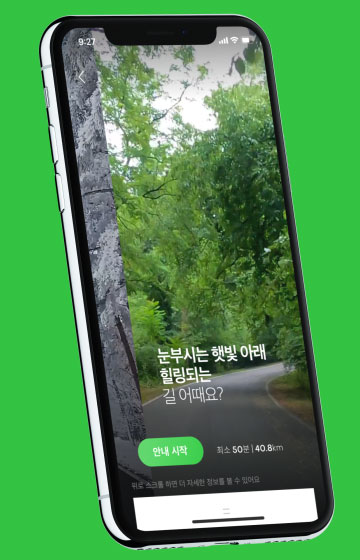 9:27
눈부시는 햇빛 아래
힐링되는
길 어때요?
안내 시작
최소 50분 | 40.8km
위로 스크롤 하면 더 자세한 정보를 볼 수 있어요